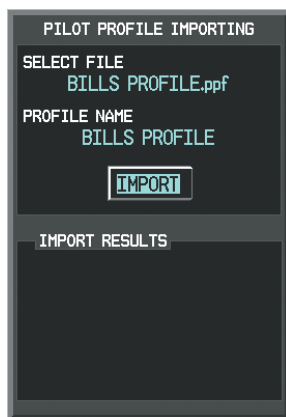 PILOT PROFILE IMPORTING
SELECT FILE
BILLS PROFILE.ppf
PROFILE NAME
BILLS PROFILE
IMPORT
IMPORT RESULTS